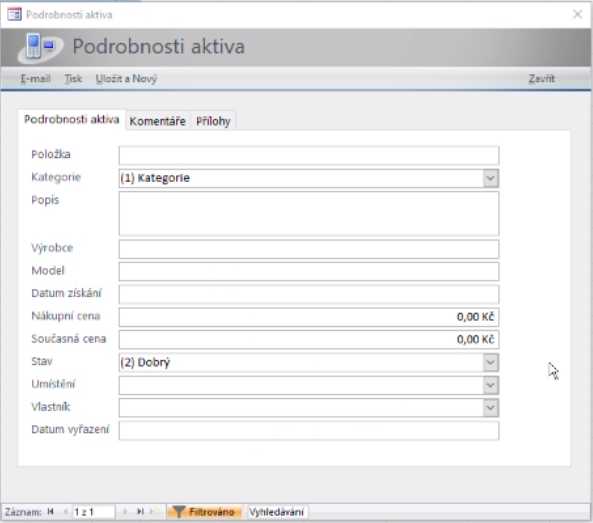 Podrobnosti aktiva
Podrobnosti aktiva
E-mail Tisk Uložit a Nový Zavřít
Podrobnosti aktiva Komentáře Přílohy
Položka
Kategorie (1) Kategorie
Popis
Výrobce
Model
Datum získání
Nákupní cena 0,00 Kč
Současná cena 0,00 Kč
Stav (2) Dobrý
Umístění
Vlastník
Datum vyřazení
Záznam: 1 z 1 Filtrováno Vyhledávání